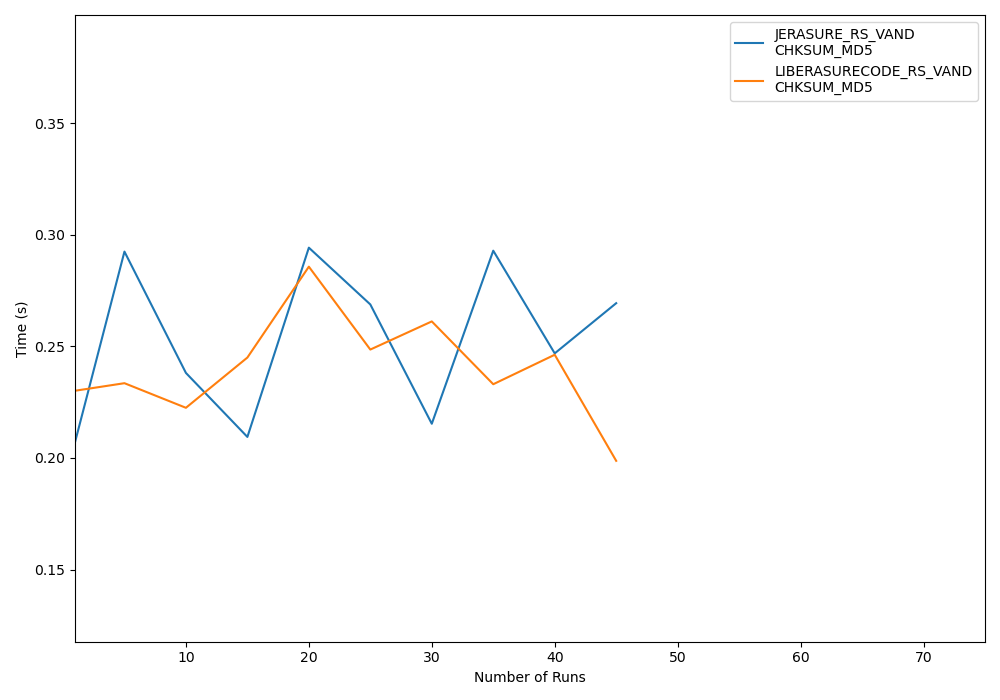 JERASURE_RS_VAND
CHKSUM_MD5
LIBERASURECODE_RS_VAND
CHKSUM_MD5
0.35
0.30
0.25
0.20
0.15
Time (s)
10 20 30 40 50 60 70
Number of Runs